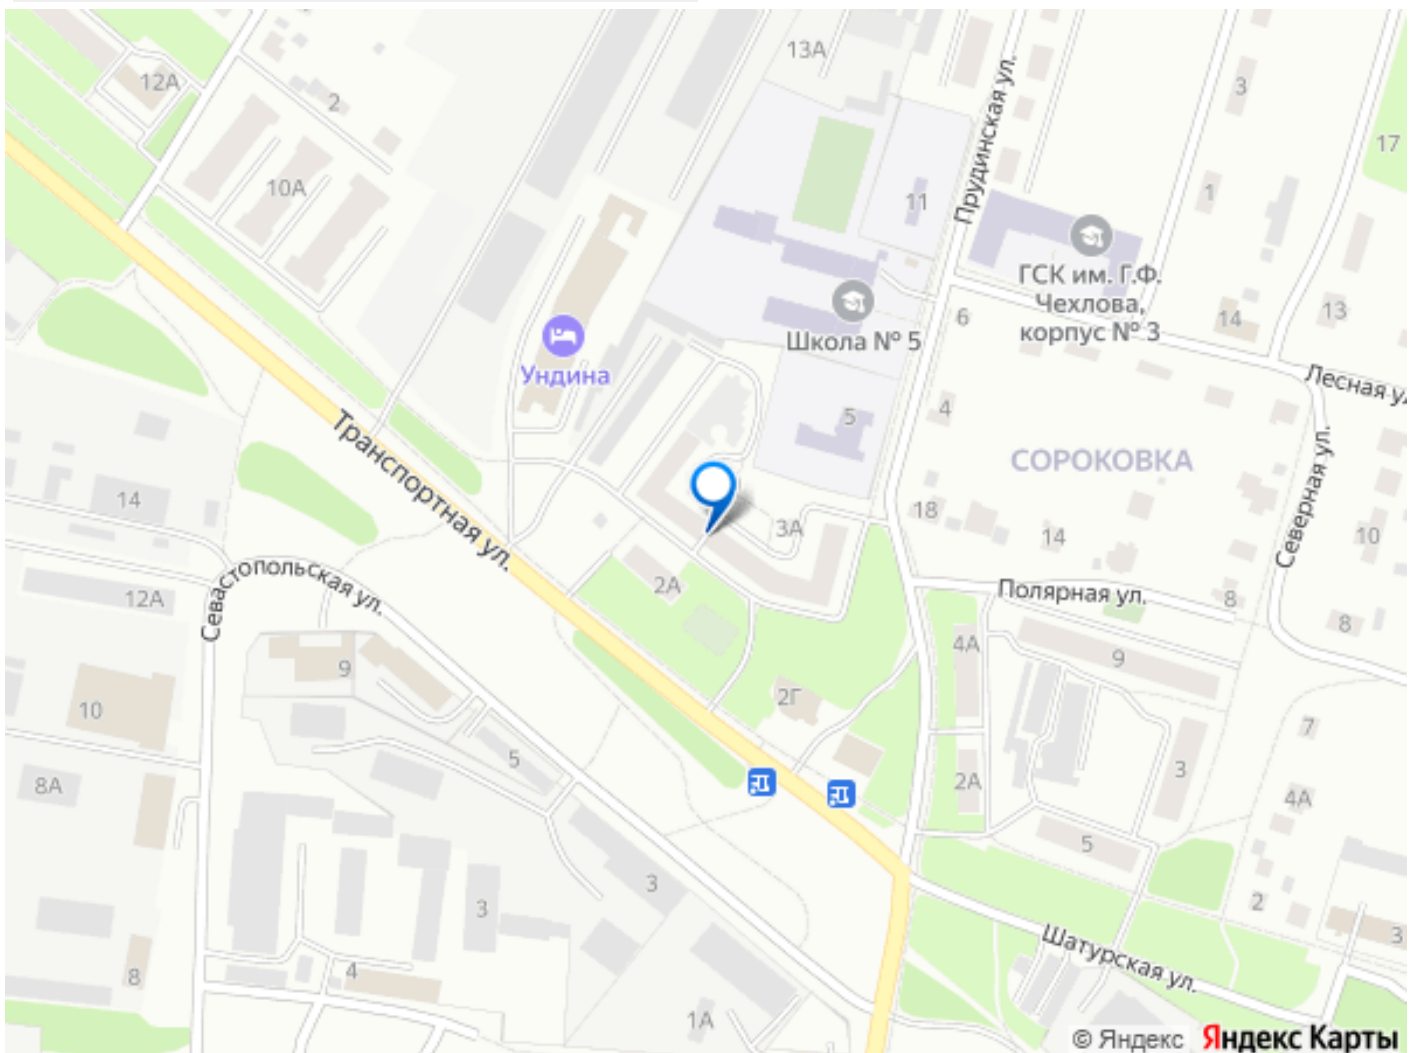 13А
12А
2
3
17
Прудинская ул.
10А
11
1
ГСК им. Г.Ф.
Чехлова,
корпус № 3
6
14
13
Школа № 5
Ундина
Лесная ул
4
5
Транспортная ул.
СОРОКОВКА
Северная ул.
14
18
3А
14
10
2А
Полярная ул.
8
8
12А
Севастопольская ул.
4А
9
9
2Г
10
7
5
2А
3
8А
4А
5
3
3
2
Шатурская ул.
3
8
4
1А
© Яндекс Яндекс Карты